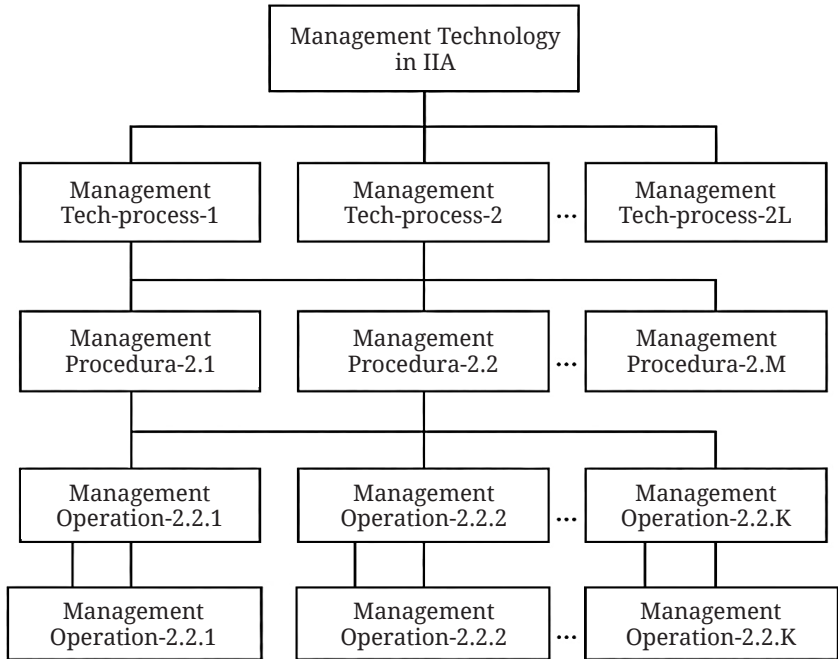 Management Technology
in IIA
Management
Tech-process-1
Management
Tech-process-2
...
Management
Tech-process-2L
Management
Procedura-2.1
Management
Procedura-2.2
...
Management
Procedura-2.M
Management
Operation-2.2.1
Management
Operation-2.2.2
...
Management
Operation-2.2.K
Management
Operation-2.2.1
Management
Operation-2.2.2
...
Management
Operation-2.2.K